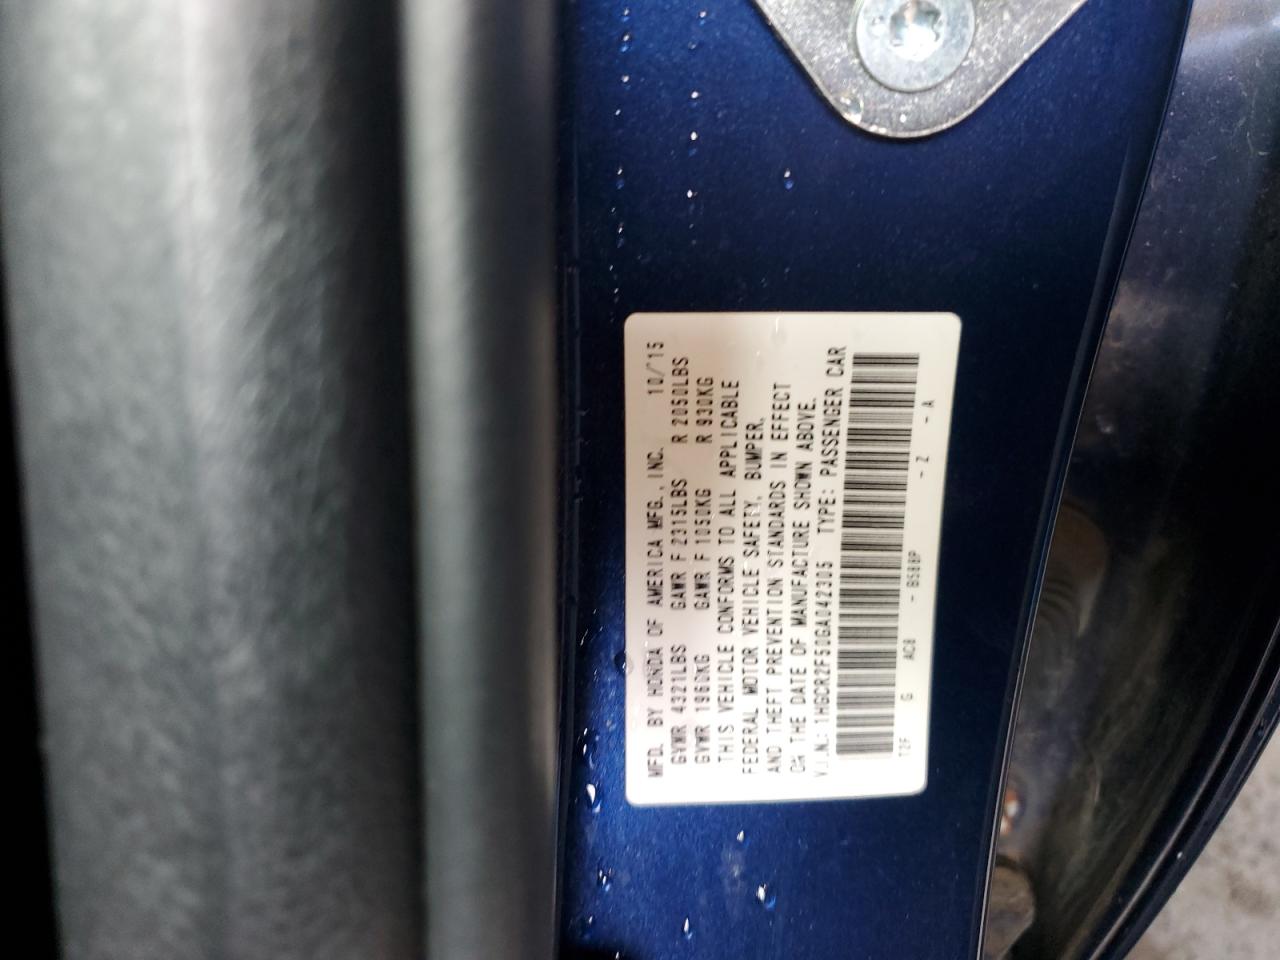 MFD. BY HONDA OF AMERICA MFG., INC. 10/'15
GVWR 4321LBS GAWR F 2315LBS R 2050LBS
GVWR 1960KG GAWR F 1050KG R 930KG
THIS VEHICLE CONFORMS TO ALL APPLICABLE
FEDERAL MOTOR VEHICLE SAFETY, BUMPER,
AND THEFT PREVENTION STANDARDS IN EFFECT
ON THE DATE OF MANUFACTURE SHOWN ABOVE.
V.I.N.: 1HGCR2F50GA042305 TYPE: PASSENGER CAR
T2F G AC8 - B588P - Z - A